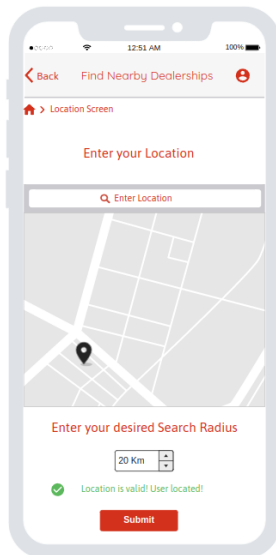 12:51 AM 100%
Back Find Nearby Dealerships
Location Screen
Enter your Location
Enter Location
Enter your desired Search Radius
20 Km
Location is valid! User located!
Submit